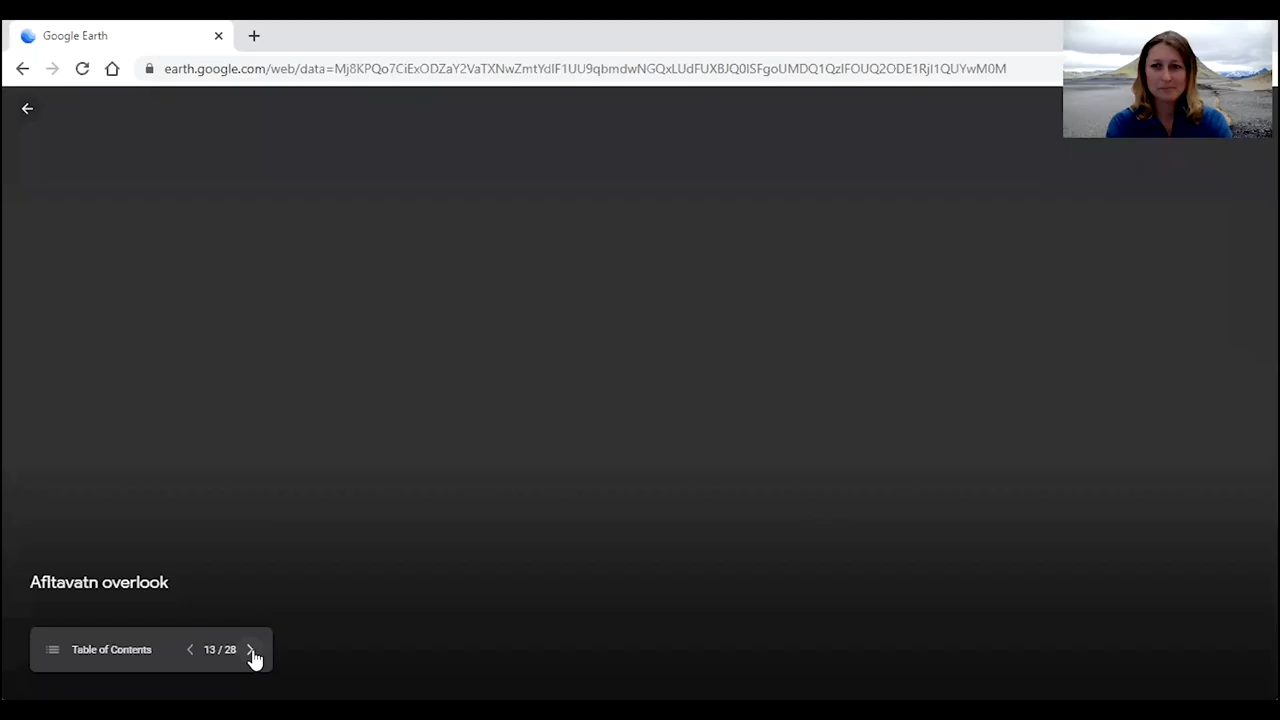 Google Earth
earth.google.com/web/data=Mj8KPQo7CiExODZaY2VaTXNwZmtYdlF1UU9qbmdwNGQxLUdFUXBJQ0lSFgoUMDQ1QzlFOUQ2ODE1RjI1QUYwM0M
Afltavatn overlook
Table of Contents
13 / 28